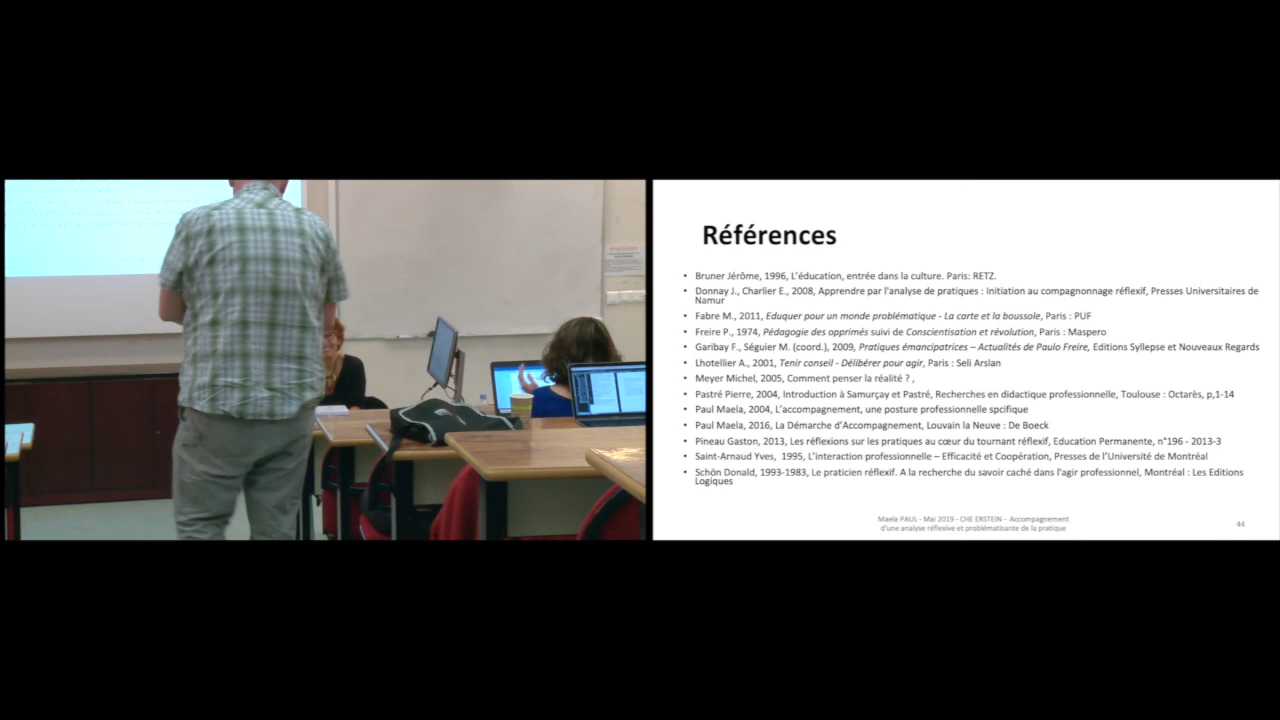 Références
• Bruner Jérôme, 1996, L'éducation, entrée dans la culture. Paris: RETZ.
• Donnay J., Charlier E., 2008, Apprendre par l'analyse de pratiques : Initiation au compagnonnage réflexif, Presses Universitaires de
Namur
• Fabre M., 2011, Eduquer pour un monde problématique - La carte et la boussole, Paris : PUF
• Freire P., 1974, Pédagogie des opprimés suivi de Conscientisation et révolution, Paris : Maspero
• Garibay F., Séguier M. (coord.), 2009, Pratiques émancipatrices – Actualités de Paulo Freire, Editions Syllepse et Nouveaux Regards
• Lhotellier A., 2001, Tenir conseil - Délibérer pour agir, Paris : Seli Arslan
• Meyer Michel, 2005, Comment penser la réalité ? ,
• Pastré Pierre, 2004, Introduction à Samurçay et Pastré, Recherches en didactique professionnelle, Toulouse : Octarès, p,1-14
• Paul Maela, 2004, L'accompagnement, une posture professionnelle spcifique
• Paul Maela, 2016, La Démarche d'Accompagnement, Louvain la Neuve : De Boeck
• Pineau Gaston, 2013, Les réflexions sur les pratiques au cœur du tournant réflexif, Education Permanente, n°196 - 2013-3
• Saint-Arnaud Yves, 1995, L'interaction professionnelle – Efficacité et Coopération, Presses de l'Université de Montréal
• Schön Donald, 1993-1983, Le praticien réflexif. A la recherche du savoir caché dans l'agir professionnel, Montréal : Les Editions
Logiques
Maela PAUL - Mai 2019 - CHE ERSTEIN - Accompagnement
d'une analyse réflexive et problématisante de la pratique
44